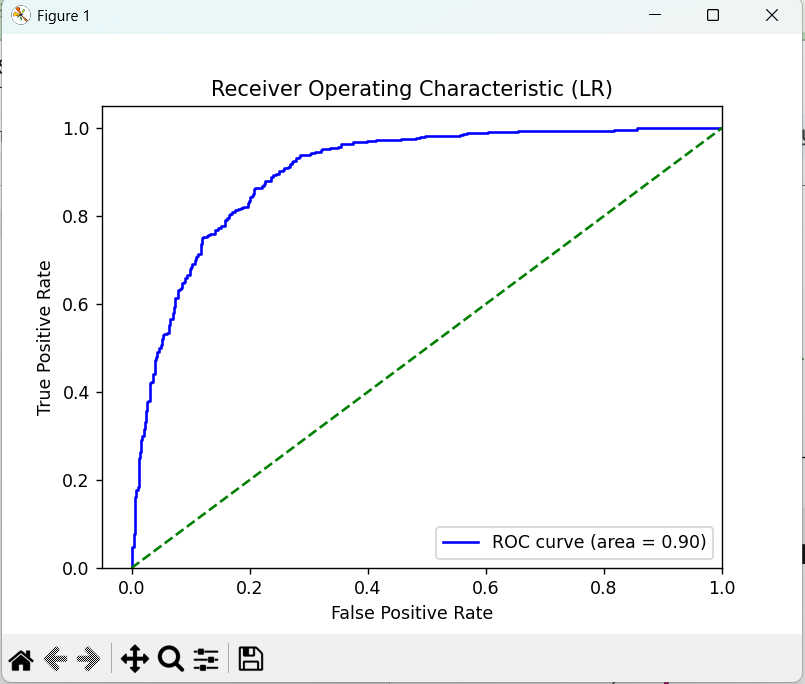 Figure 1
Receiver Operating Characteristic (LR)
1.0
0.8
0.6
0.4
0.2
0.0
True Positive Rate
ROC curve (area = 0.90)
0.0 0.2 0.4 0.6 0.8 1.0
False Positive Rate